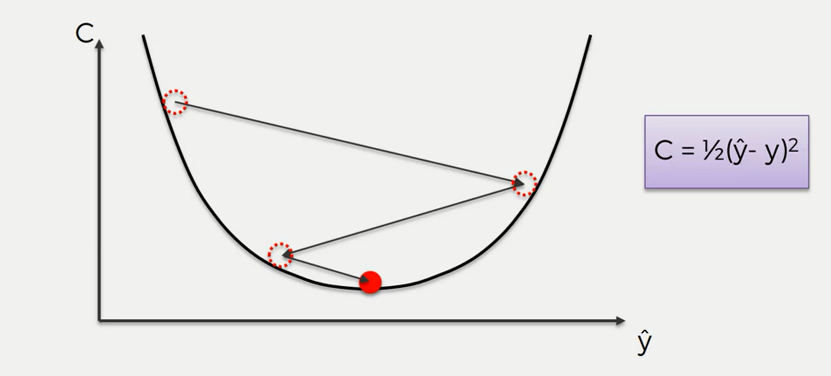 C
C = ½(ŷ- y)²
ŷ